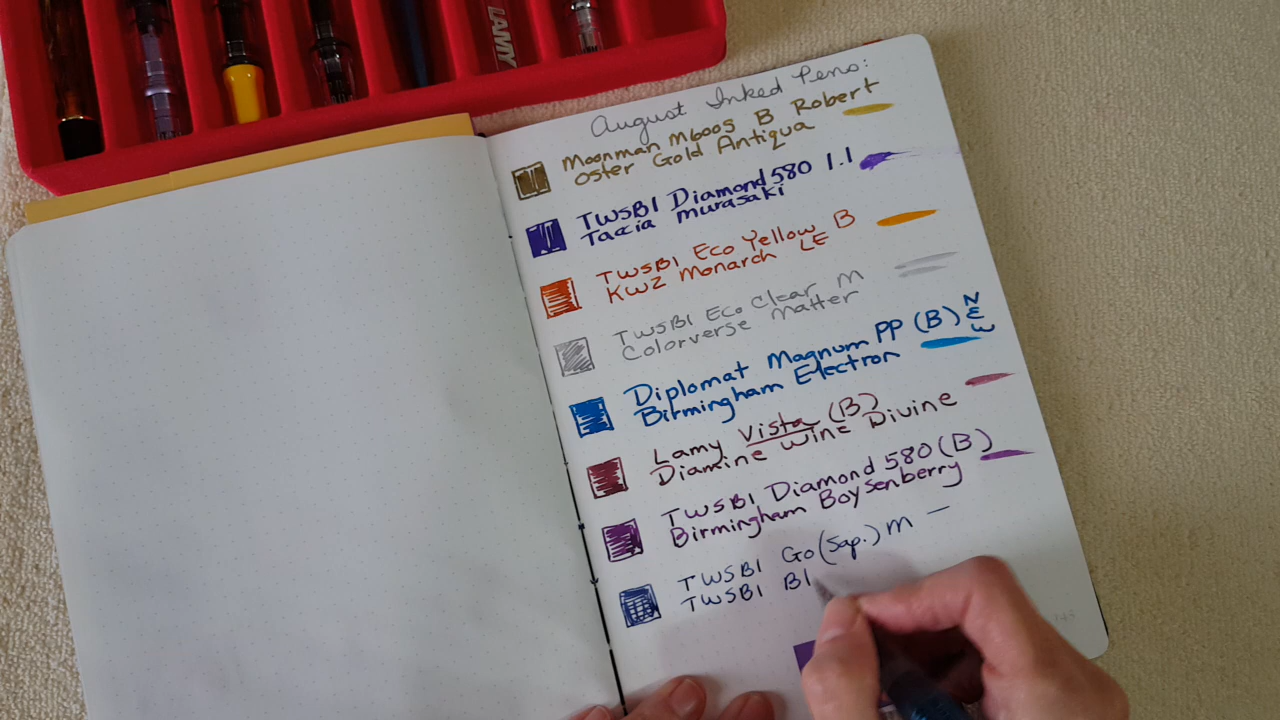 LAMY
August Inked Pens:
Moonman M600S B Robert
Oster Gold Antiqua
TWSBI Diamond 580 1.1
Taccia Murasaki
TWSBI Eco Yellow B
KWZ Monarch LE
TWSBI Eco Clear M
Colorverse Matter
Diplomat Magnum PP (B) NEW
Birmingham Electron
Lamy Vista (B)
Diamine Wine Divine
TWSBI Diamond 580 (B)
Birmingham Boysenberry
TWSBI Go (Sap.) M –
TWSBI Bl